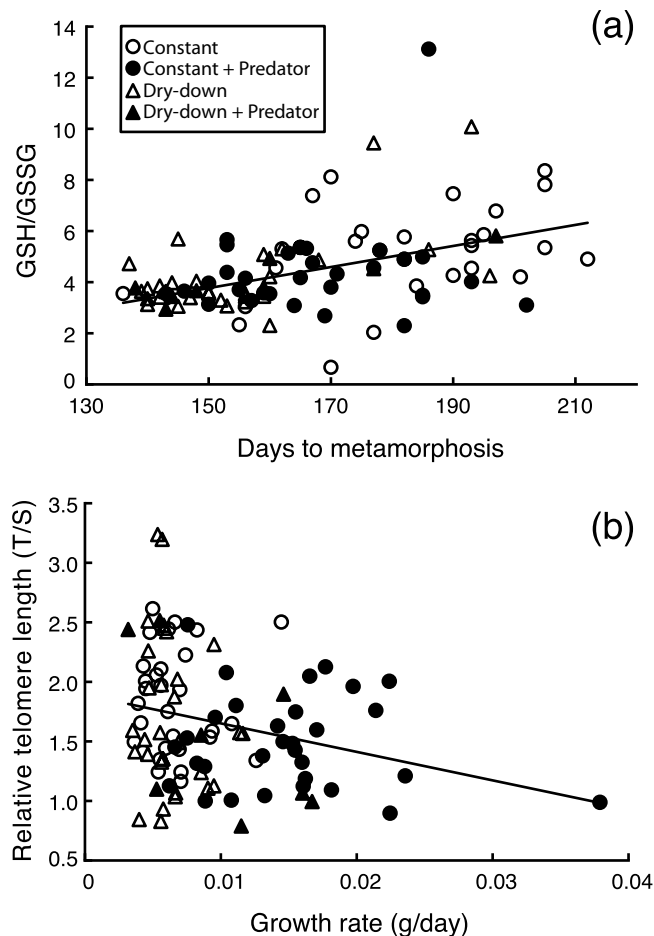 (a)
14
12
10
8
6
4
2
0
GSH/GSSG
Constant
Constant + Predator
Dry-down
Dry-down + Predator
130 150 170 190 210
Days to metamorphosis
(b)
3.5
3.0
2.5
2.0
1.5
1.0
0.5
Relative telomere length (T/S)
0 0.01 0.02 0.03 0.04
Growth rate (g/day)